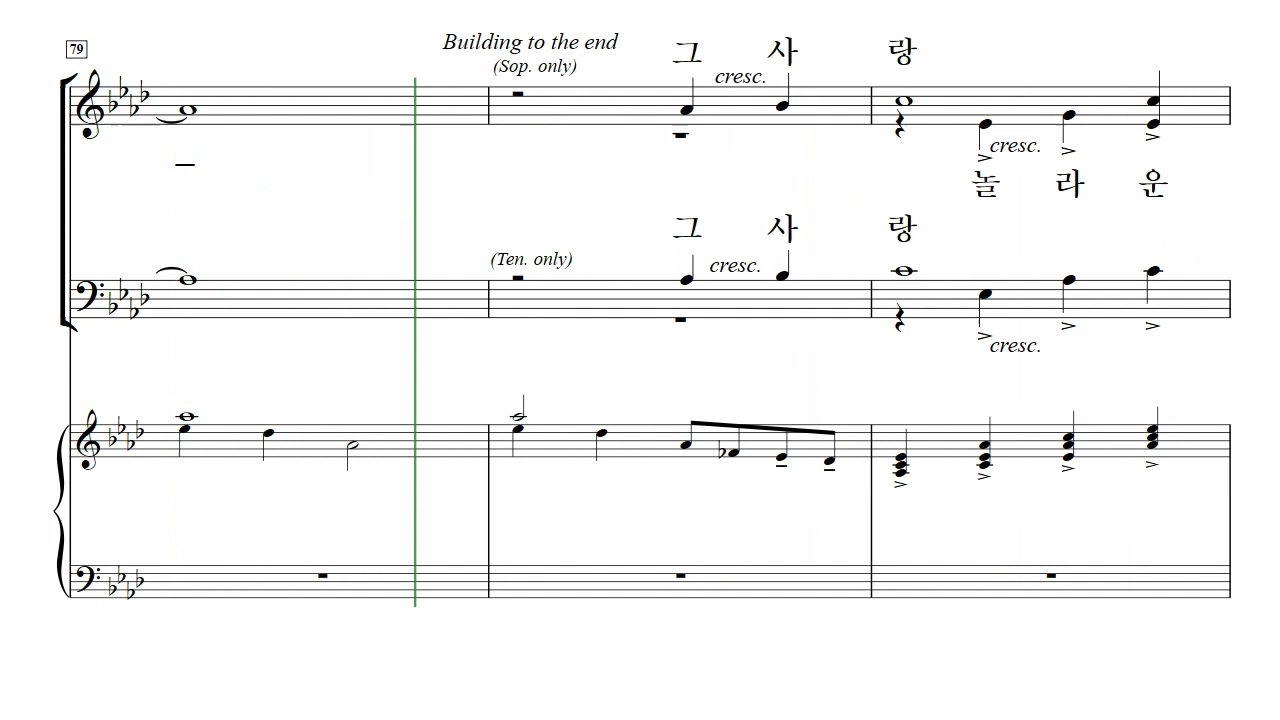 79
Building to the end
(Sop. only)
그 사 랑
cresc.
cresc.
놀 라 운
그 사 랑
(Ten. only)
cresc.
cresc.